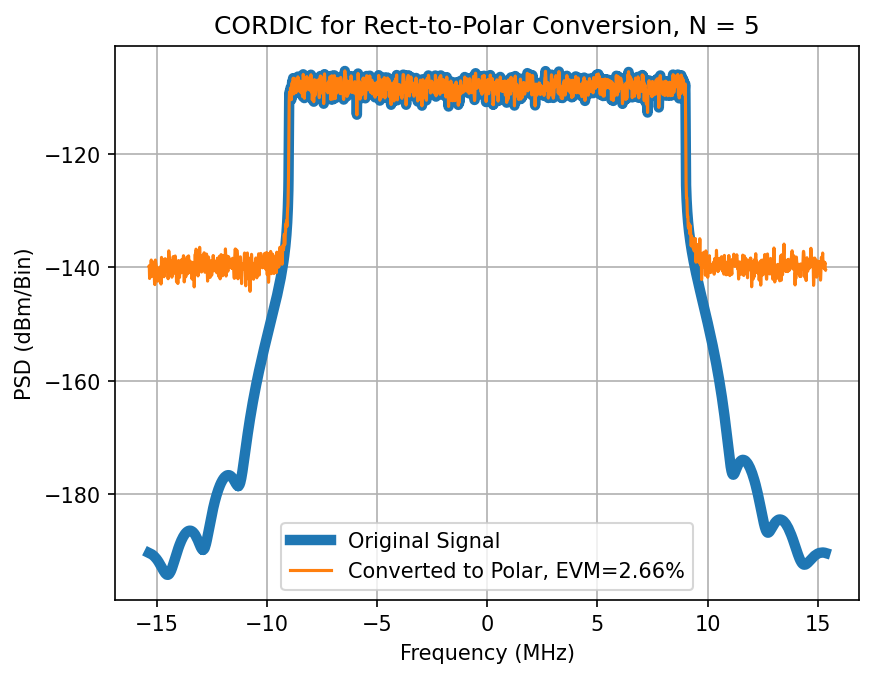 CORDIC for Rect-to-Polar Conversion, N = 5
PSD (dBm/Bin)
−120
−140
−160
−180
Original Signal
Converted to Polar, EVM=2.66%
−15 −10 −5 0 5 10 15
Frequency (MHz)